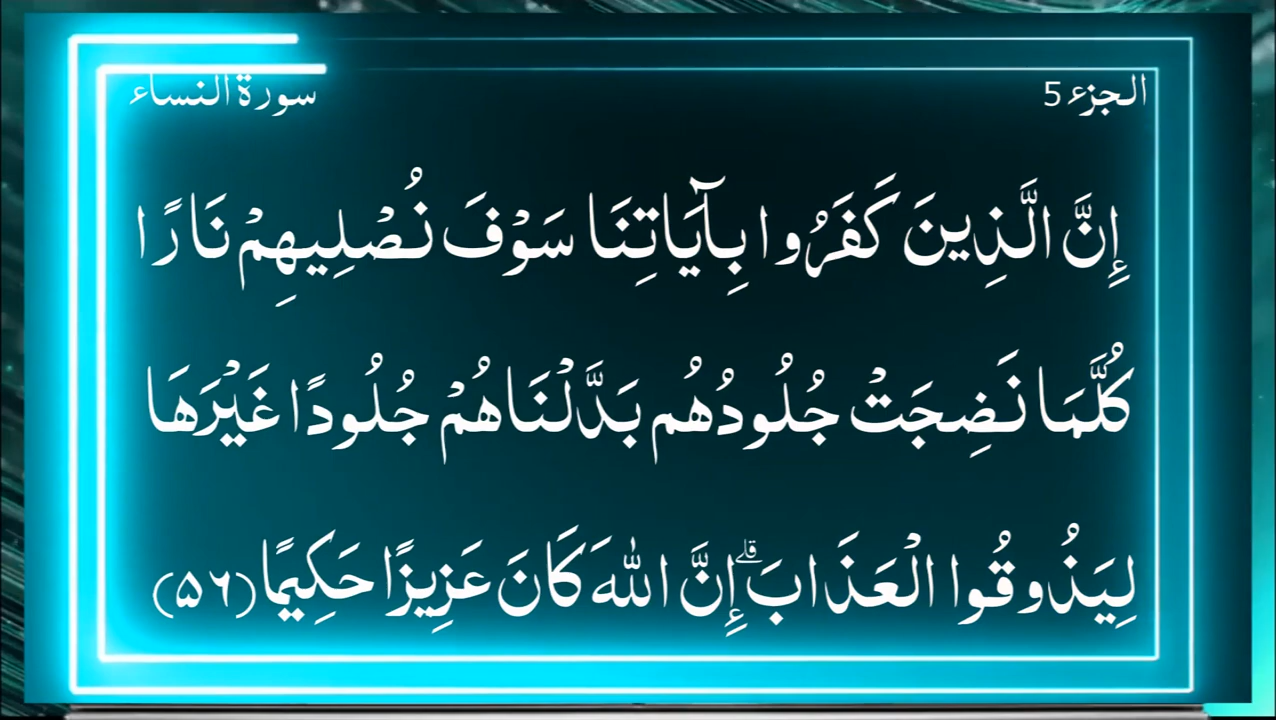 الجزء 5
سورة النساء
إِنَّ الَّذِينَ كَفَرُوا بِآيَاتِنَا سَوْفَ نُصْلِيهِمْ نَارًا
كُلَّمَا نَضِجَتْ جُلُودُهُم بَدَّلْنَاهُمْ جُلُودًا غَيْرَهَا
لِيَذُوقُوا الْعَذَابَ ۗ إِنَّ اللَّهَ كَانَ عَزِيزًا حَكِيمًا (۵۶)